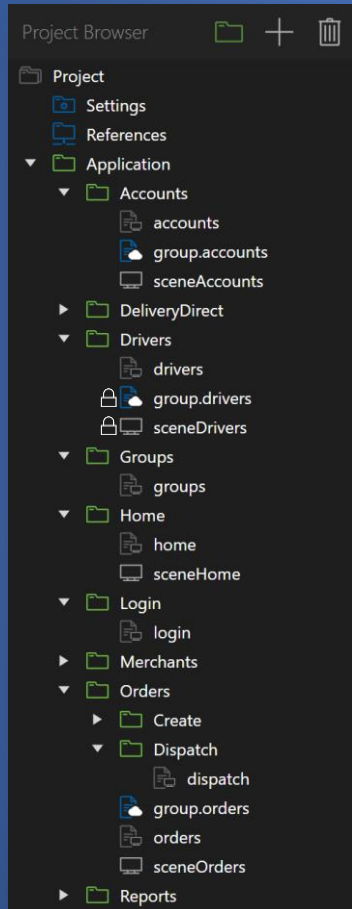 Project Browser
Project
Settings
References
Application
Accounts
accounts
group.accounts
sceneAccounts
DeliveryDirect
Drivers
drivers
group.drivers
sceneDrivers
Groups
groups
Home
home
sceneHome
Login
login
Merchants
Orders
Create
Dispatch
dispatch
group.orders
orders
sceneOrders
Reports